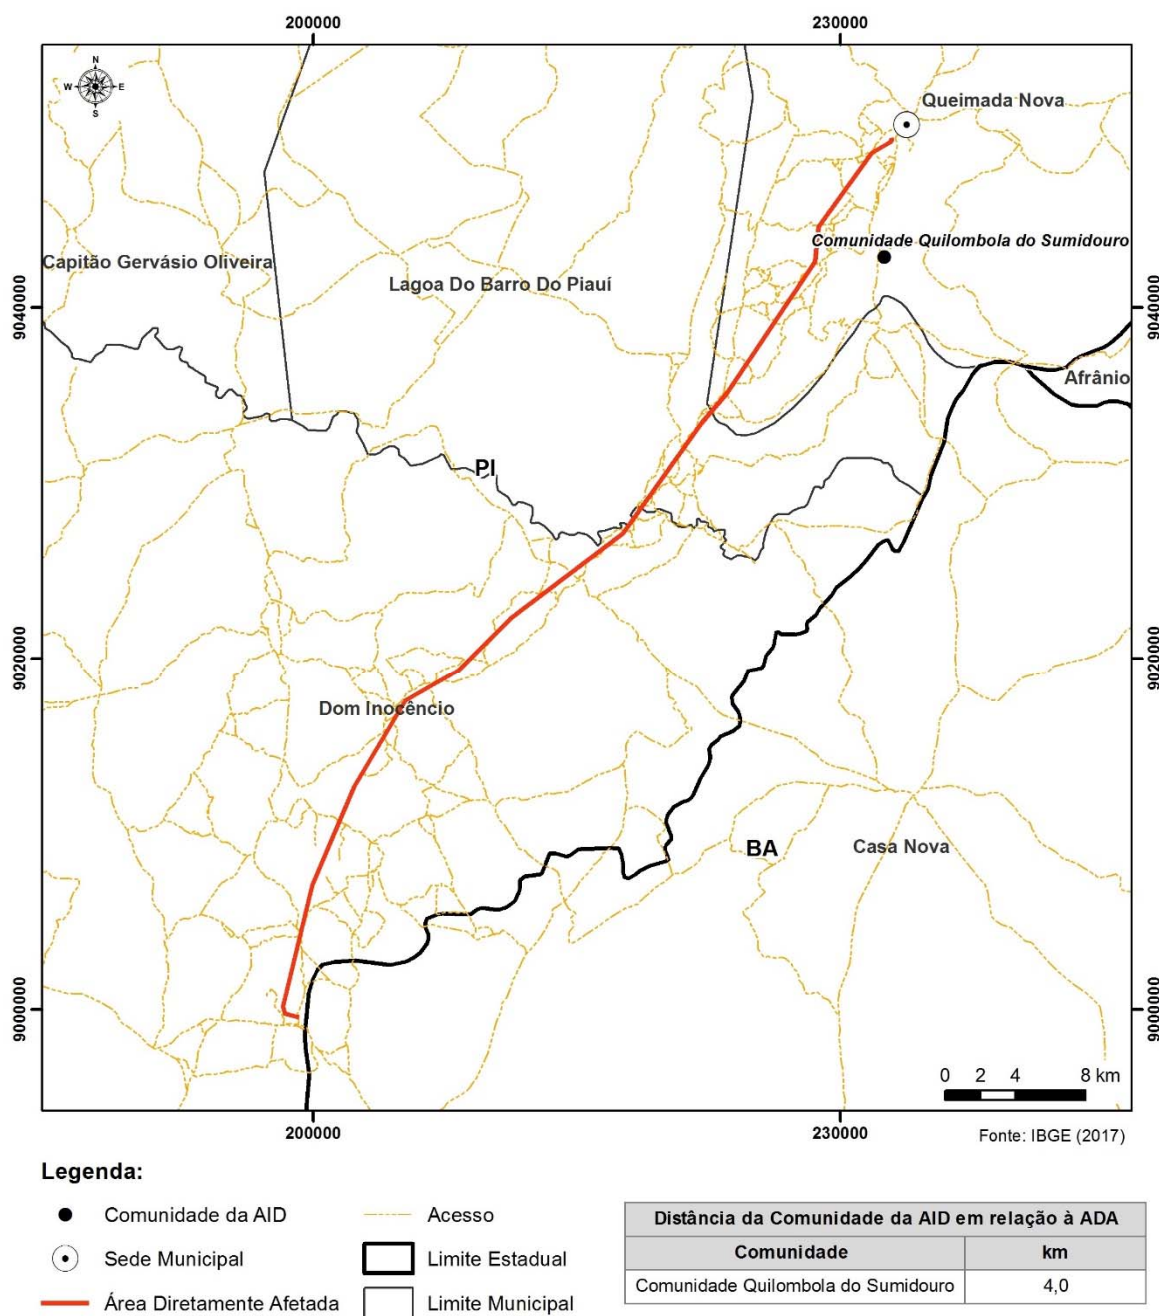 200000
230000
N
W
E
S
Queimada Nova
Comunidade Quilombola do Sumidouro
Capitão Gervásio Oliveira
Lagoa Do Barro Do Piauí
9040000
9040000
Afrânio
PI
9020000
9020000
Dom Inocêncio
BA
Casa Nova
9000000
9000000
0 2 4 8 km
200000
230000
Fonte: IBGE (2017)
Legenda:
Comunidade da AID
Acesso
Sede Municipal
Limite Estadual
Área Diretamente Afetada
Limite Municipal
Distância da Comunidade da AID em relação à ADA
Comunidade km
Comunidade Quilombola do Sumidouro 4,0